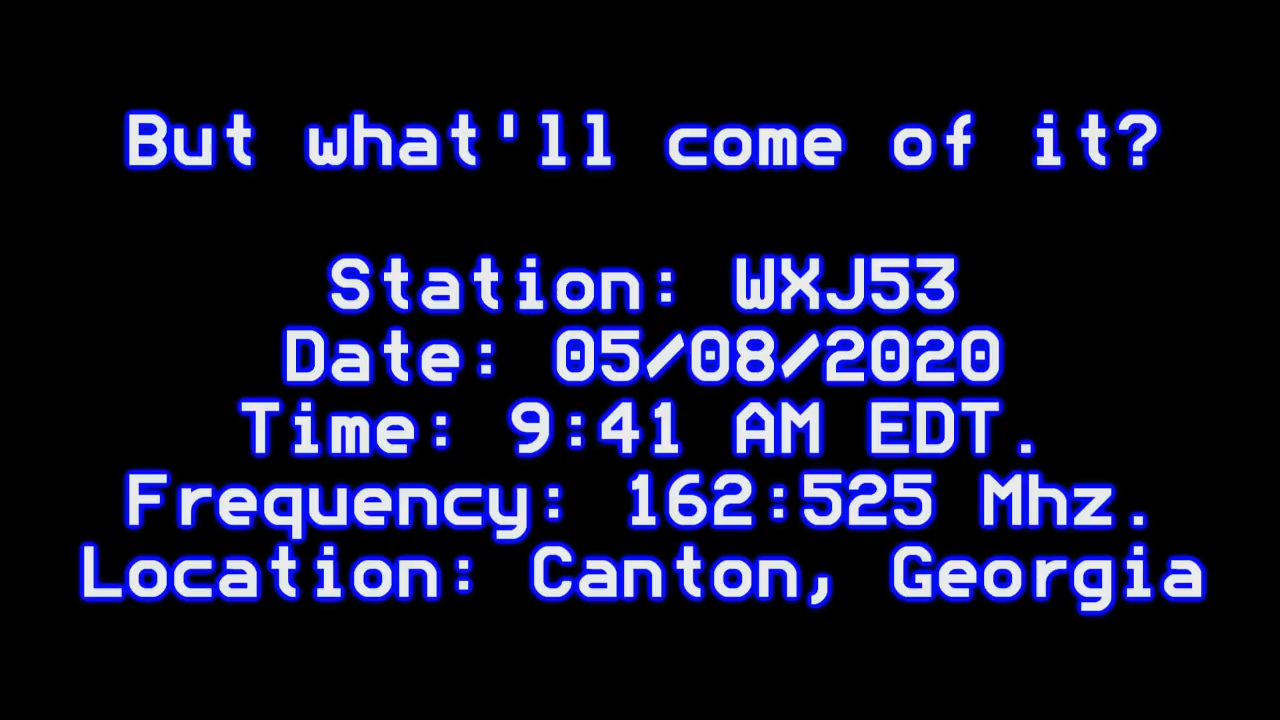 But what'll come of it?
Station: WXJ53
Date: 05/08/2020
Time: 9:41 AM EDT.
Frequency: 162:525 Mhz.
Location: Canton, Georgia